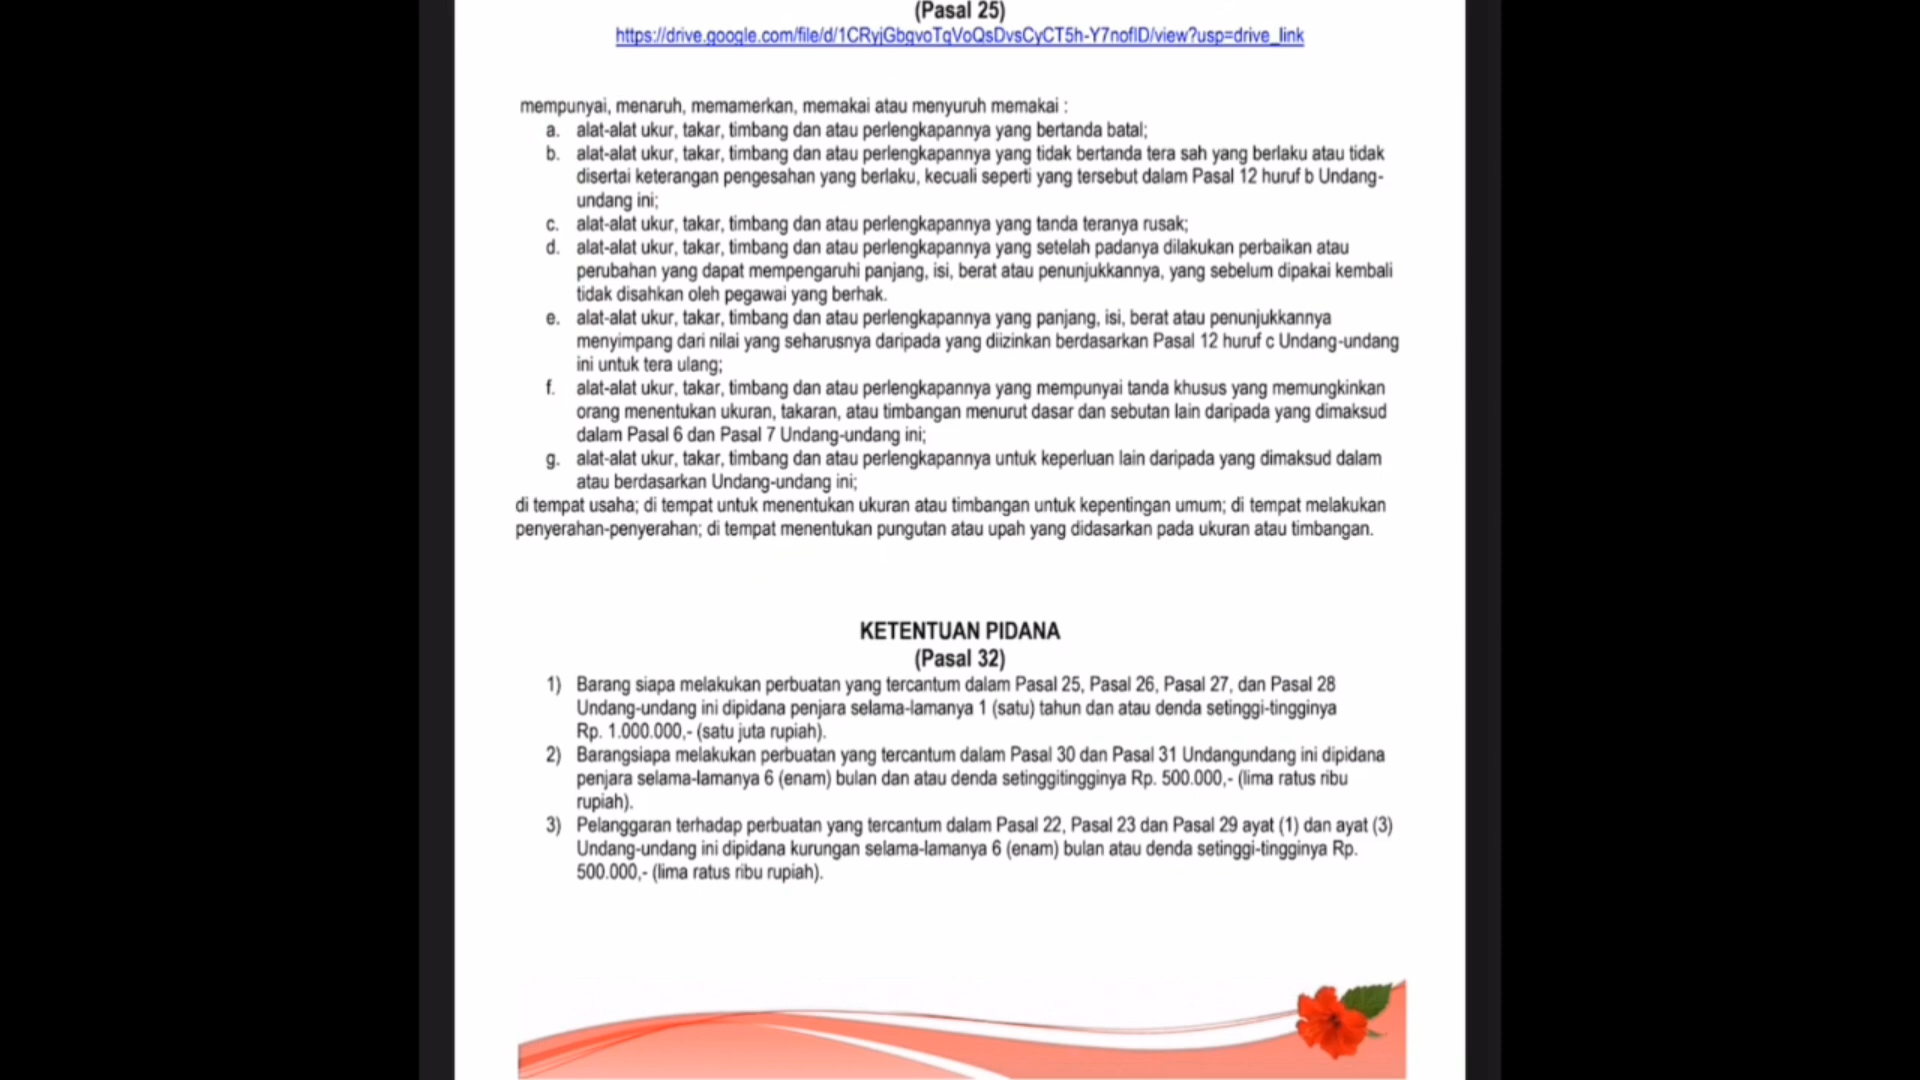 (Pasal 25)
https://drive.google.com/file/d/1CRyjGbgvoTqVoQsDvsCyCT5h-Y7nofID/view?usp=drive_link
mempunyai, menaruh, memamerkan, memakai atau menyuruh memakai :
a. alat-alat ukur, takar, timbang dan atau perlengkapannya yang bertanda batal;
b. alat-alat ukur, takar, timbang dan atau perlengkapannya yang tidak bertanda tera sah yang berlaku atau tidak
disertai keterangan pengesahan yang berlaku, kecuali seperti yang tersebut dalam Pasal 12 huruf b Undang-
undang ini;
c. alat-alat ukur, takar, timbang dan atau perlengkapannya yang tanda teranya rusak;
d. alat-alat ukur, takar, timbang dan atau perlengkapannya yang setelah padanya dilakukan perbaikan atau
perubahan yang dapat mempengaruhi panjang, isi, berat atau penunjukkannya, yang sebelum dipakai kembali
tidak disahkan oleh pegawai yang berhak.
e. alat-alat ukur, takar, timbang dan atau perlengkapannya yang panjang, isi, berat atau penunjukkannya
menyimpang dari nilai yang seharusnya daripada yang diizinkan berdasarkan Pasal 12 huruf c Undang-undang
ini untuk tera ulang;
f. alat-alat ukur, takar, timbang dan atau perlengkapannya yang mempunyai tanda khusus yang memungkinkan
orang menentukan ukuran, takaran, atau timbangan menurut dasar dan sebutan lain daripada yang dimaksud
dalam Pasal 6 dan Pasal 7 Undang-undang ini;
g. alat-alat ukur, takar, timbang dan atau perlengkapannya untuk keperluan lain daripada yang dimaksud dalam
atau berdasarkan Undang-undang ini;
di tempat usaha; di tempat untuk menentukan ukuran atau timbangan untuk kepentingan umum; di tempat melakukan
penyerahan-penyerahan; di tempat menentukan pungutan atau upah yang didasarkan pada ukuran atau timbangan.
KETENTUAN PIDANA
(Pasal 32)
1) Barang siapa melakukan perbuatan yang tercantum dalam Pasal 25, Pasal 26, Pasal 27, dan Pasal 28
Undang-undang ini dipidana penjara selama-lamanya 1 (satu) tahun dan atau denda setinggi-tingginya
Rp. 1.000.000,- (satu juta rupiah).
2) Barangsiapa melakukan perbuatan yang tercantum dalam Pasal 30 dan Pasal 31 Undangundang ini dipidana
penjara selama-lamanya 6 (enam) bulan dan atau denda setinggitingginya Rp. 500.000,- (lima ratus ribu
rupiah).
3) Pelanggaran terhadap perbuatan yang tercantum dalam Pasal 22, Pasal 23 dan Pasal 29 ayat (1) dan ayat (3)
Undang-undang ini dipidana kurungan selama-lamanya 6 (enam) bulan atau denda setinggi-tingginya Rp.
500.000,- (lima ratus ribu rupiah).